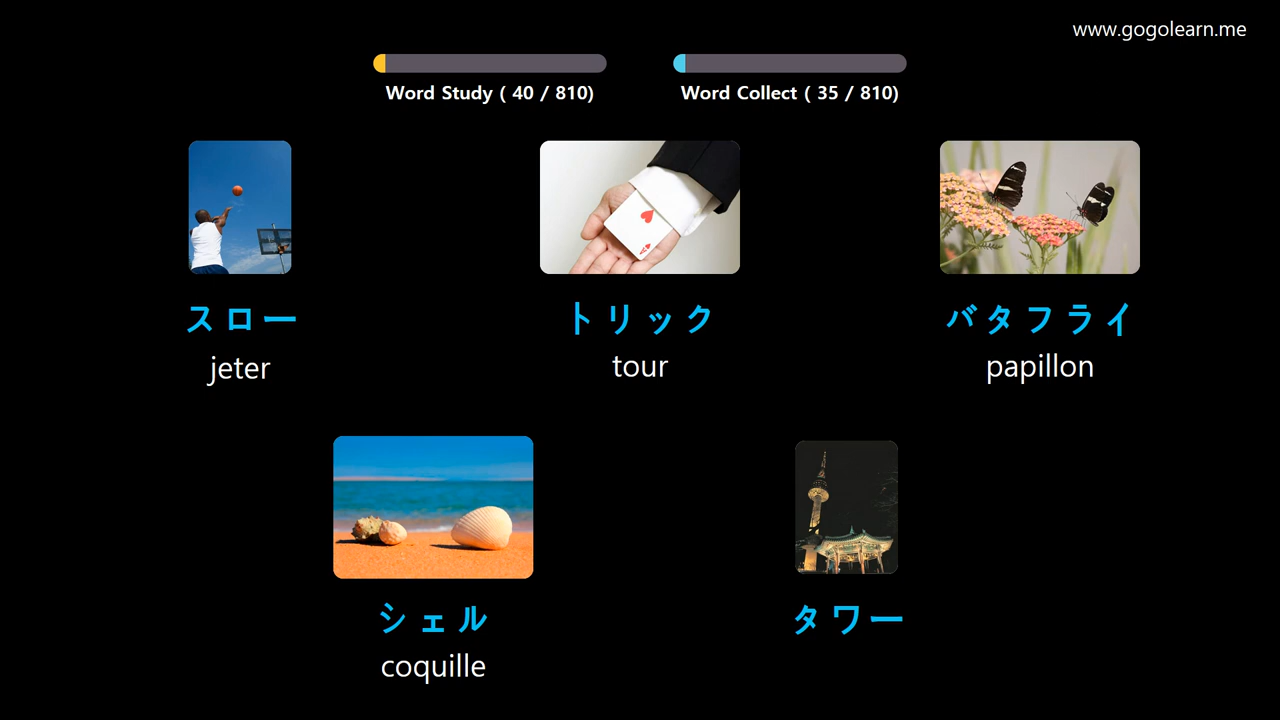 www.gogolearn.me
Word Study ( 40 / 810)
Word Collect ( 35 / 810)
スロー
トリック
バタフライ
jeter
tour
papillon
シェル
タワー
coquille